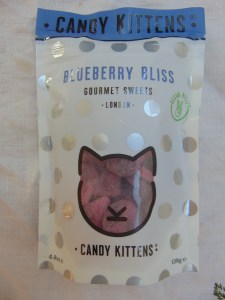 CANDY KITTENS
BLUEBERRY BLISS
GOURMET SWEETS
· LONDON ·
K
· CANDY KITTENS ·